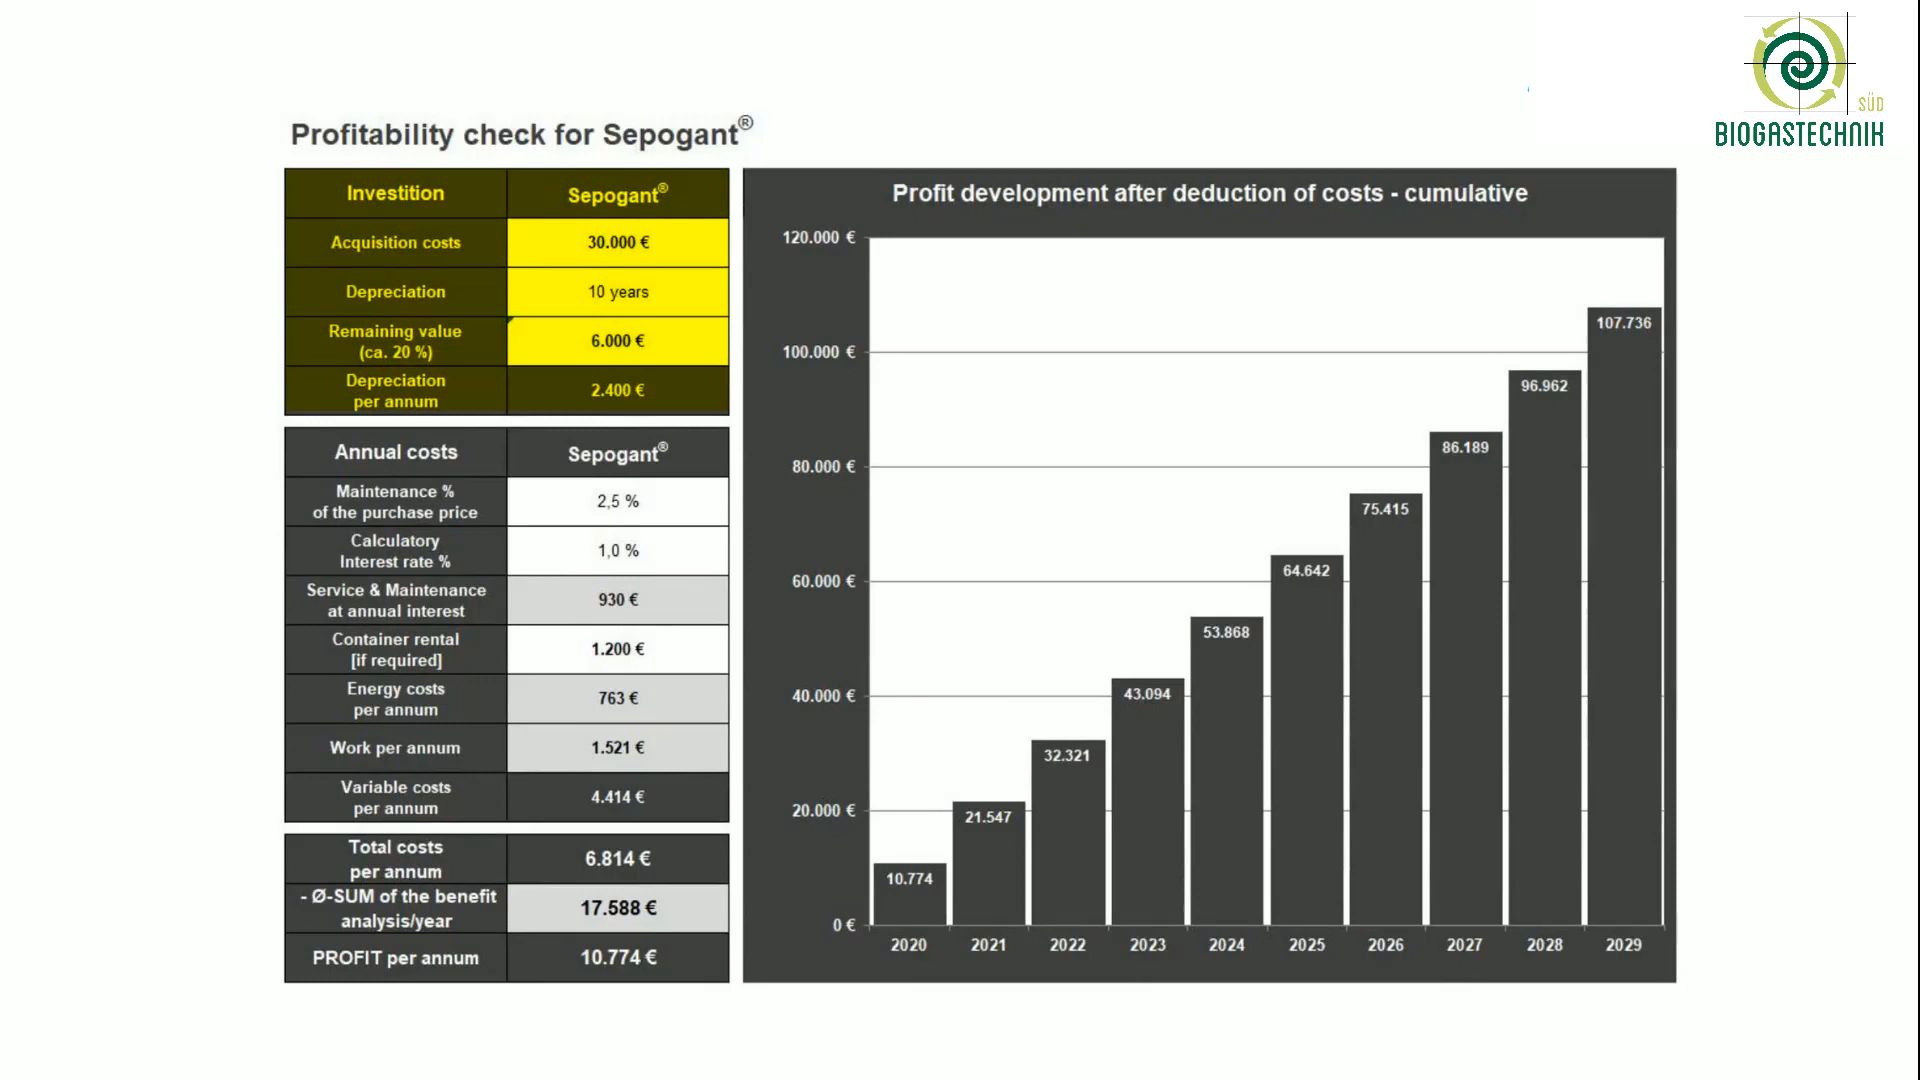 SÜD
BIOGASTECHNIK
Profitability check for Sepogant®
Investition
Sepogant®
Acquisition costs
30.000 €
Depreciation
10 years
Remaining value
(ca. 20 %)
6.000 €
Depreciation
per annum
2.400 €
Annual costs
Sepogant®
Maintenance %
of the purchase price
2,5 %
Calculatory
Interest rate %
1,0 %
Service & Maintenance
at annual interest
930 €
Container rental
[if required]
1.200 €
Energy costs
per annum
763 €
Work per annum
1.521 €
Variable costs
per annum
4.414 €
Total costs
per annum
6.814 €
- Ø-SUM of the benefit
analysis/year
17.588 €
PROFIT per annum
10.774 €
Profit development after deduction of costs - cumulative
120.000 €
100.000 €
80.000 €
60.000 €
40.000 €
20.000 €
0 €
10.774
21.547
32.321
43.094
53.868
64.642
75.415
86.189
96.962
107.736
2020
2021
2022
2023
2024
2025
2026
2027
2028
2029